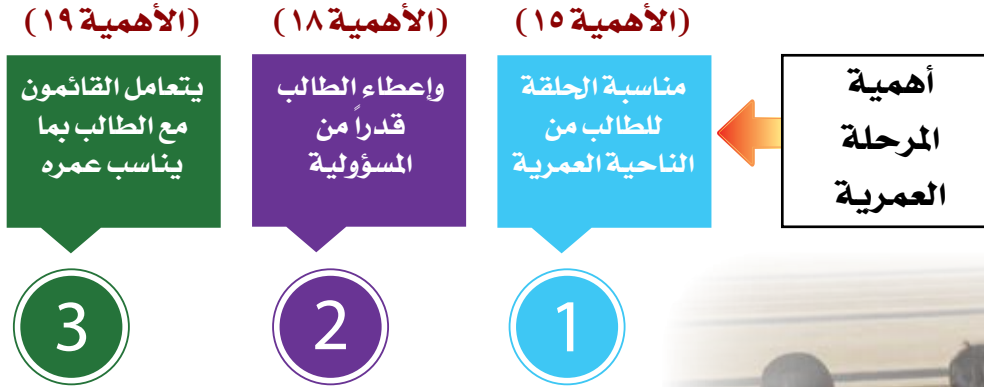 أهمية
المرحلة
العمرية
(الأهمية ١٥)
مناسبة الحلقة
للطالب من
الناحية العمرية
1
(الأهمية ١٨)
وإعطاء الطالب
قدراً من
المسؤولية
2
(الأهمية ١٩)
يتعامل القائمون
مع الطالب بما
يناسب عمره
3